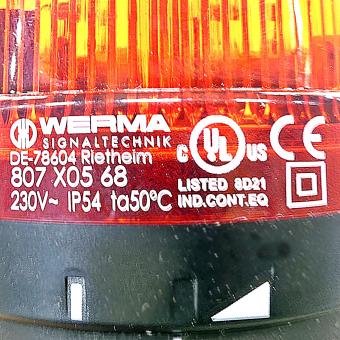 WERMA
SIGNALTECHNIK
DE-78604 Rietheim
807 X05 68
230V~ IP54 ta50°C
C UL US
LISTED 8D21
IND.CONT.EQ
CE